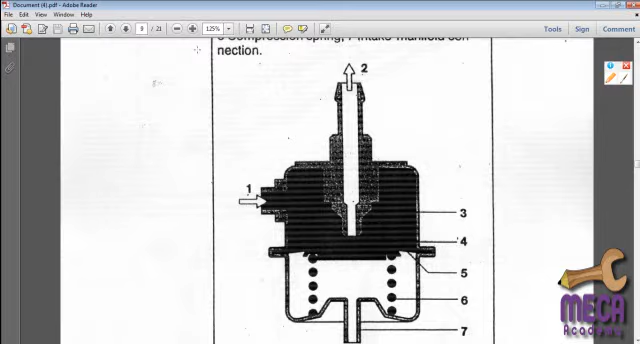 Document (4).pdf - Adobe Reader
File Edit View Window Help
9 / 21 125% Tools Sign Comment
nection.
2
1
3
4
5
6
7
MECA
Academy